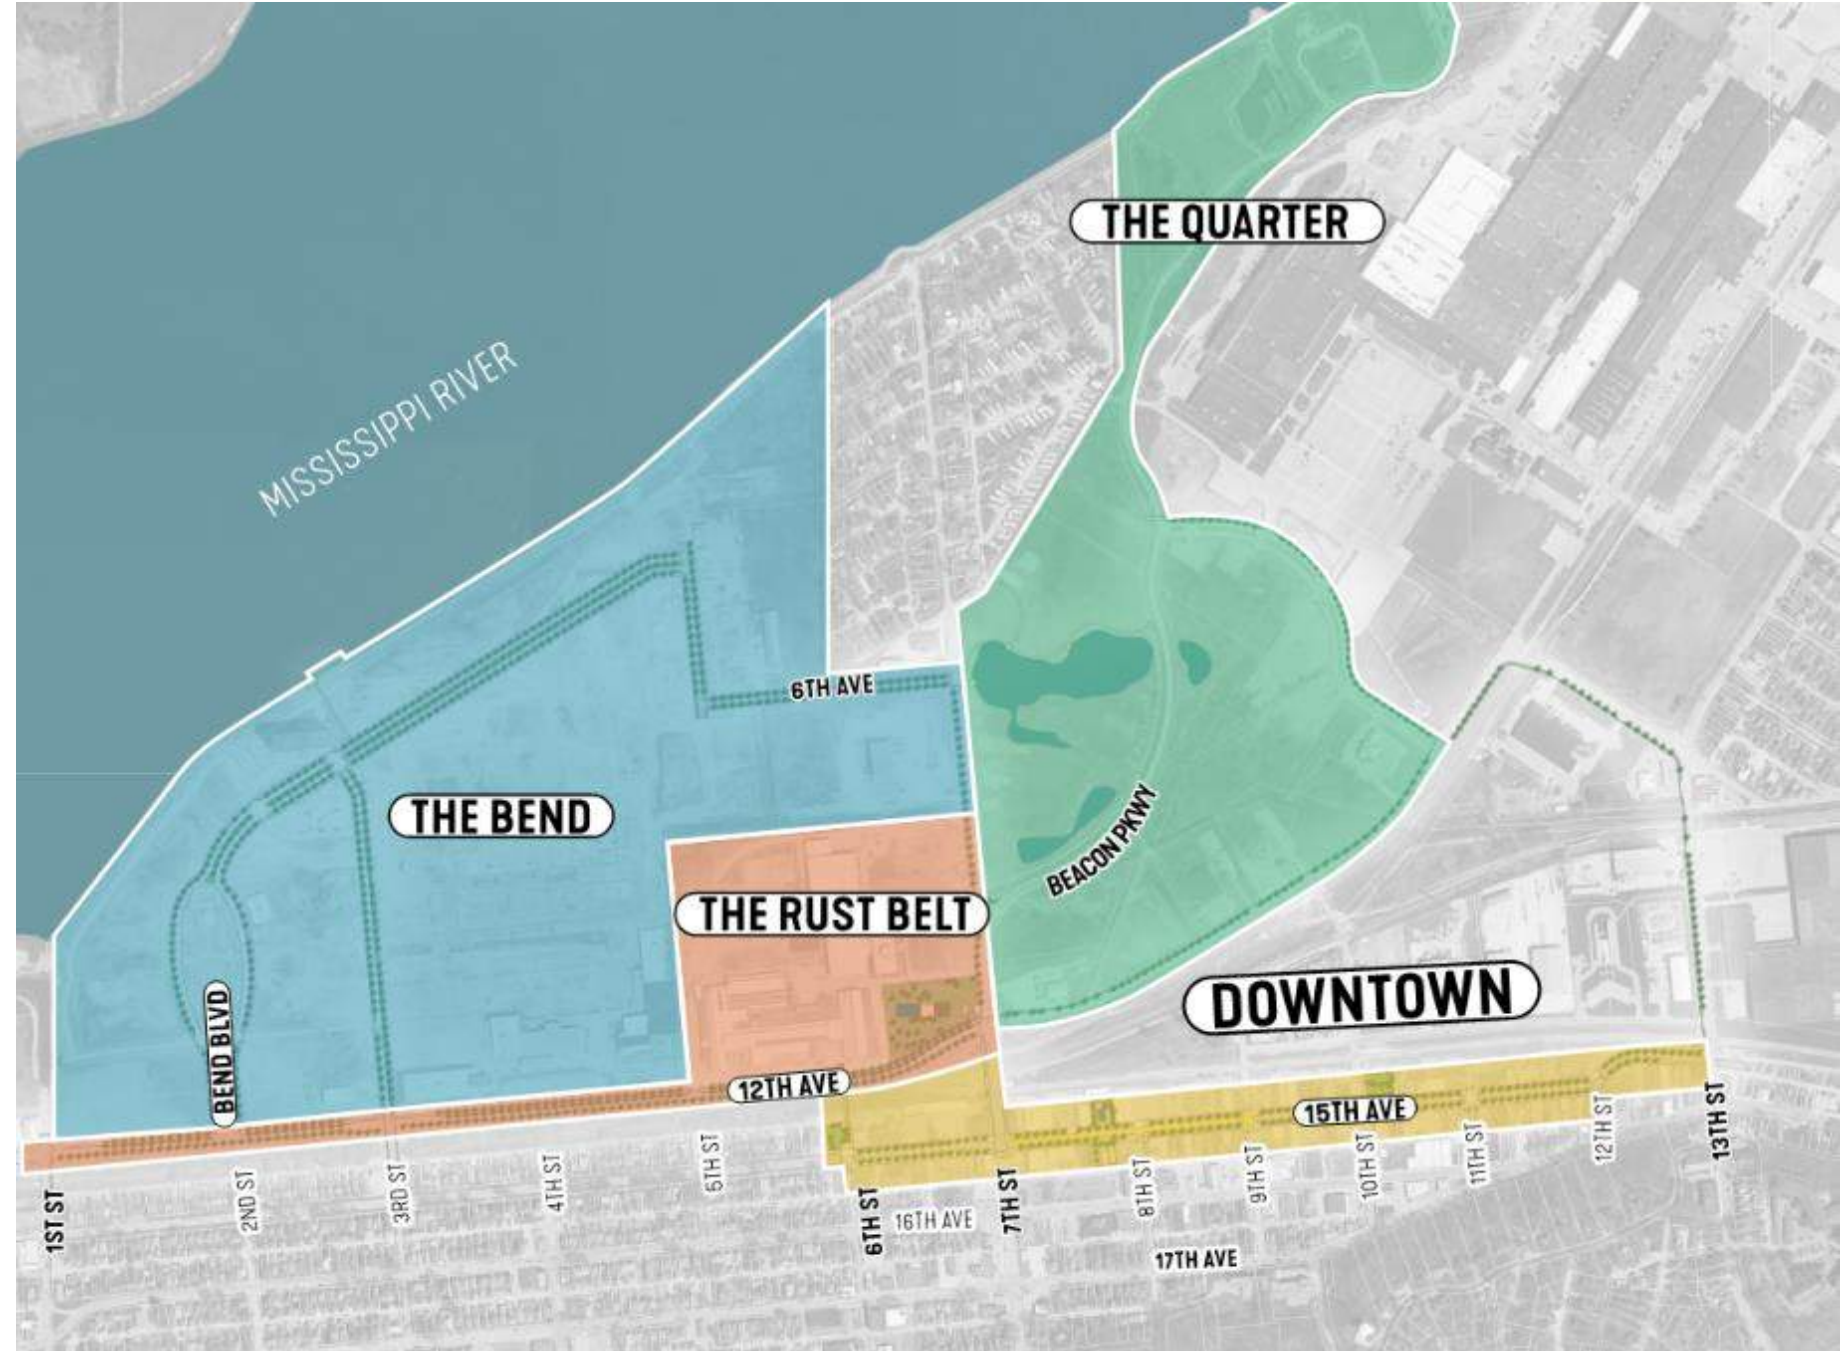 THE QUARTER
MISSISSIPPI RIVER
6TH AVE
THE BEND
BEACON PKWY
THE RUST BELT
DOWNTOWN
BEND BLVD
12TH AVE
15TH AVE
1ST ST
2ND ST
3RD ST
4TH ST
5TH ST
6TH ST
16TH AVE
7TH ST
8TH ST
9TH ST
10TH ST
11TH ST
12TH ST
13TH ST
17TH AVE